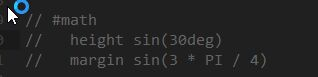 // #math
//   height sin(30deg)
//   margin sin(3 * PI / 4)